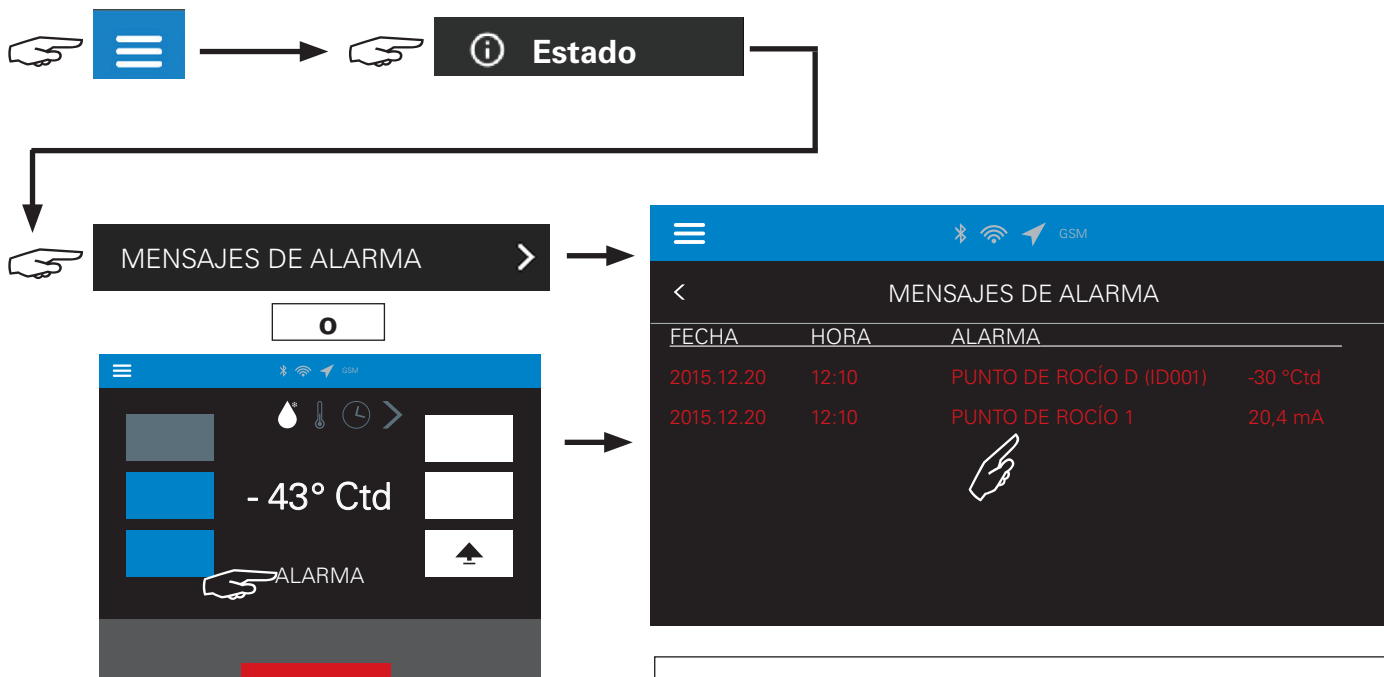 Estado
MENSAJES DE ALARMA
o
GSM
- 43° Ctd
ALARMA
GSM
MENSAJES DE ALARMA
FECHA HORA ALARMA
2015.12.20 12:10 PUNTO DE ROCÍO D (ID001) -30 °Ctd
2015.12.20 12:10 PUNTO DE ROCÍO 1 20,4 mA